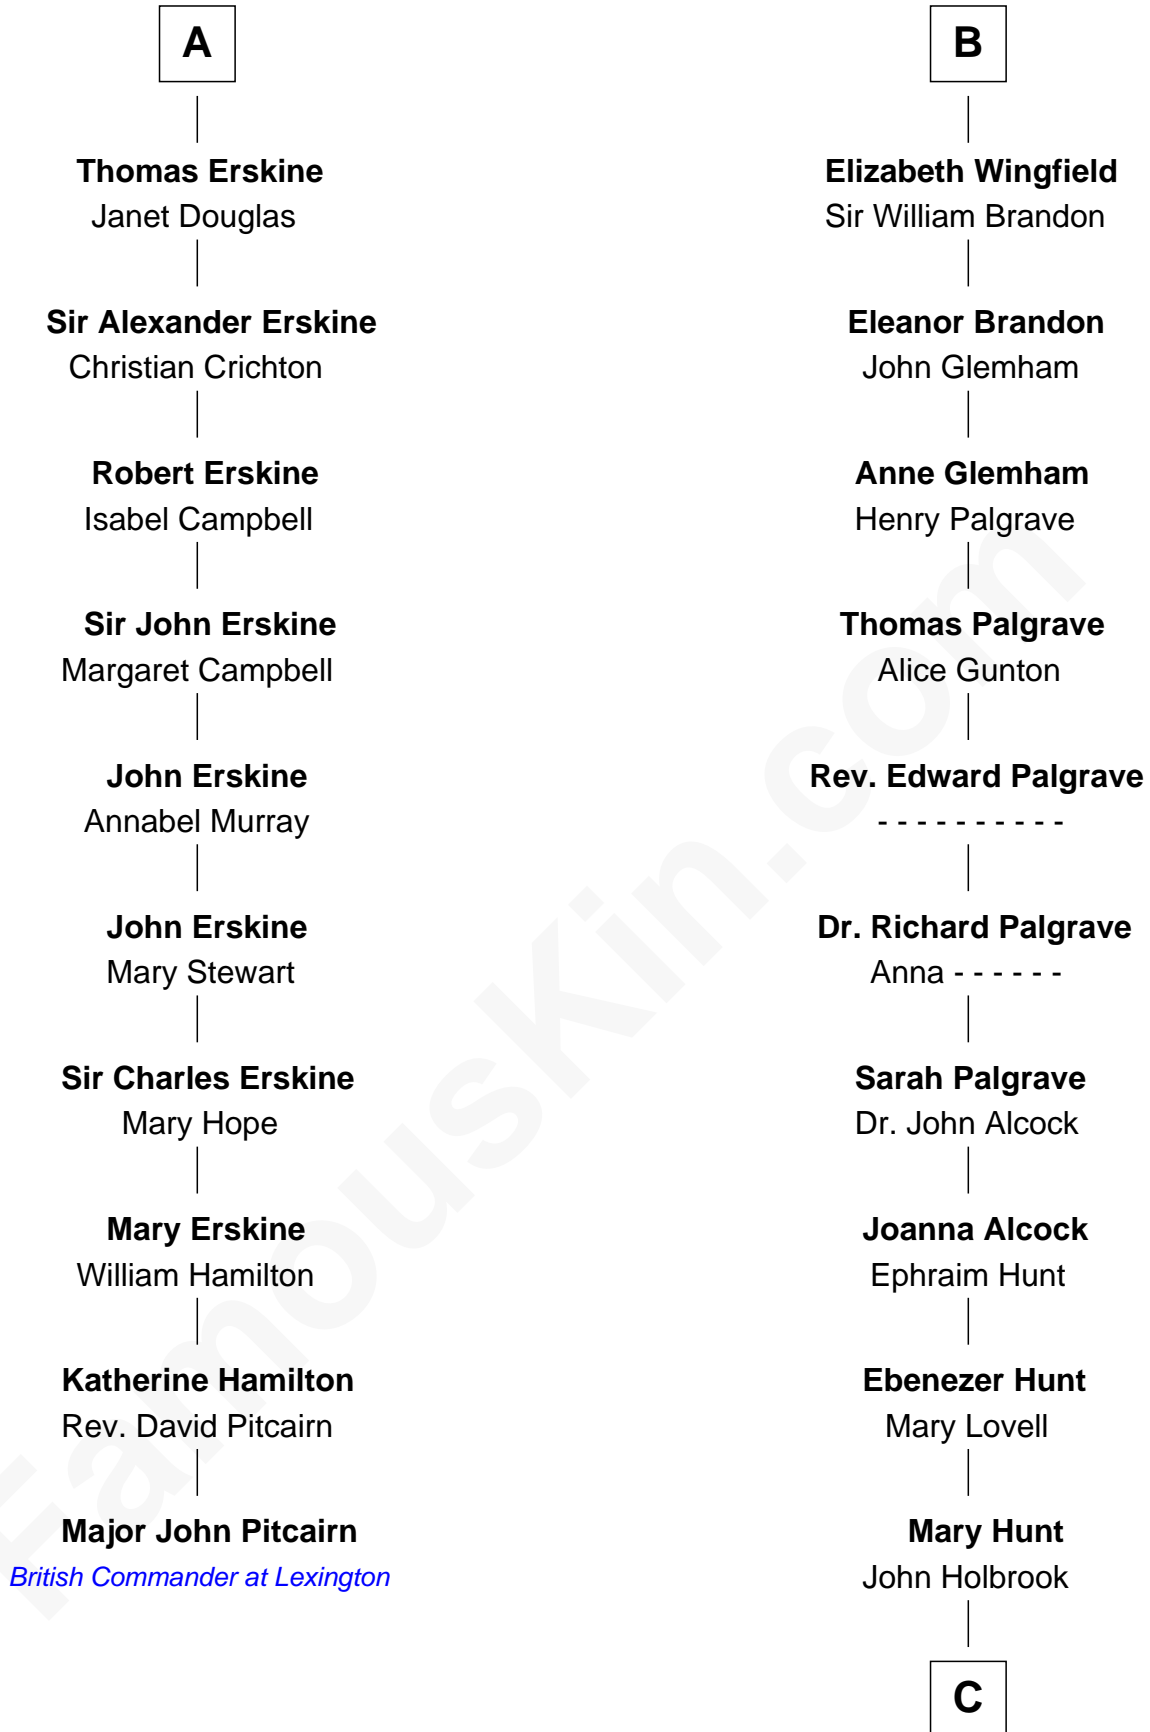 A
Thomas Erskine
Janet Douglas
Sir Alexander Erskine
Christian Crichton
Robert Erskine
Isabel Campbell
Sir John Erskine
Margaret Campbell
John Erskine
Annabel Murray
John Erskine
Mary Stewart
Sir Charles Erskine
Mary Hope
Mary Erskine
William Hamilton
Katherine Hamilton
Rev. David Pitcairn
Major John Pitcairn
British Commander at Lexington
B
Elizabeth Wingfield
Sir William Brandon
Eleanor Brandon
John Glemham
Anne Glemham
Henry Palgrave
Thomas Palgrave
Alice Gunton
Rev. Edward Palgrave
- - - - - - - - - -
Dr. Richard Palgrave
Anna - - - - - -
Sarah Palgrave
Dr. John Alcock
Joanna Alcock
Ephraim Hunt
Ebenezer Hunt
Mary Lovell
Mary Hunt
John Holbrook
C
FamousKin.com